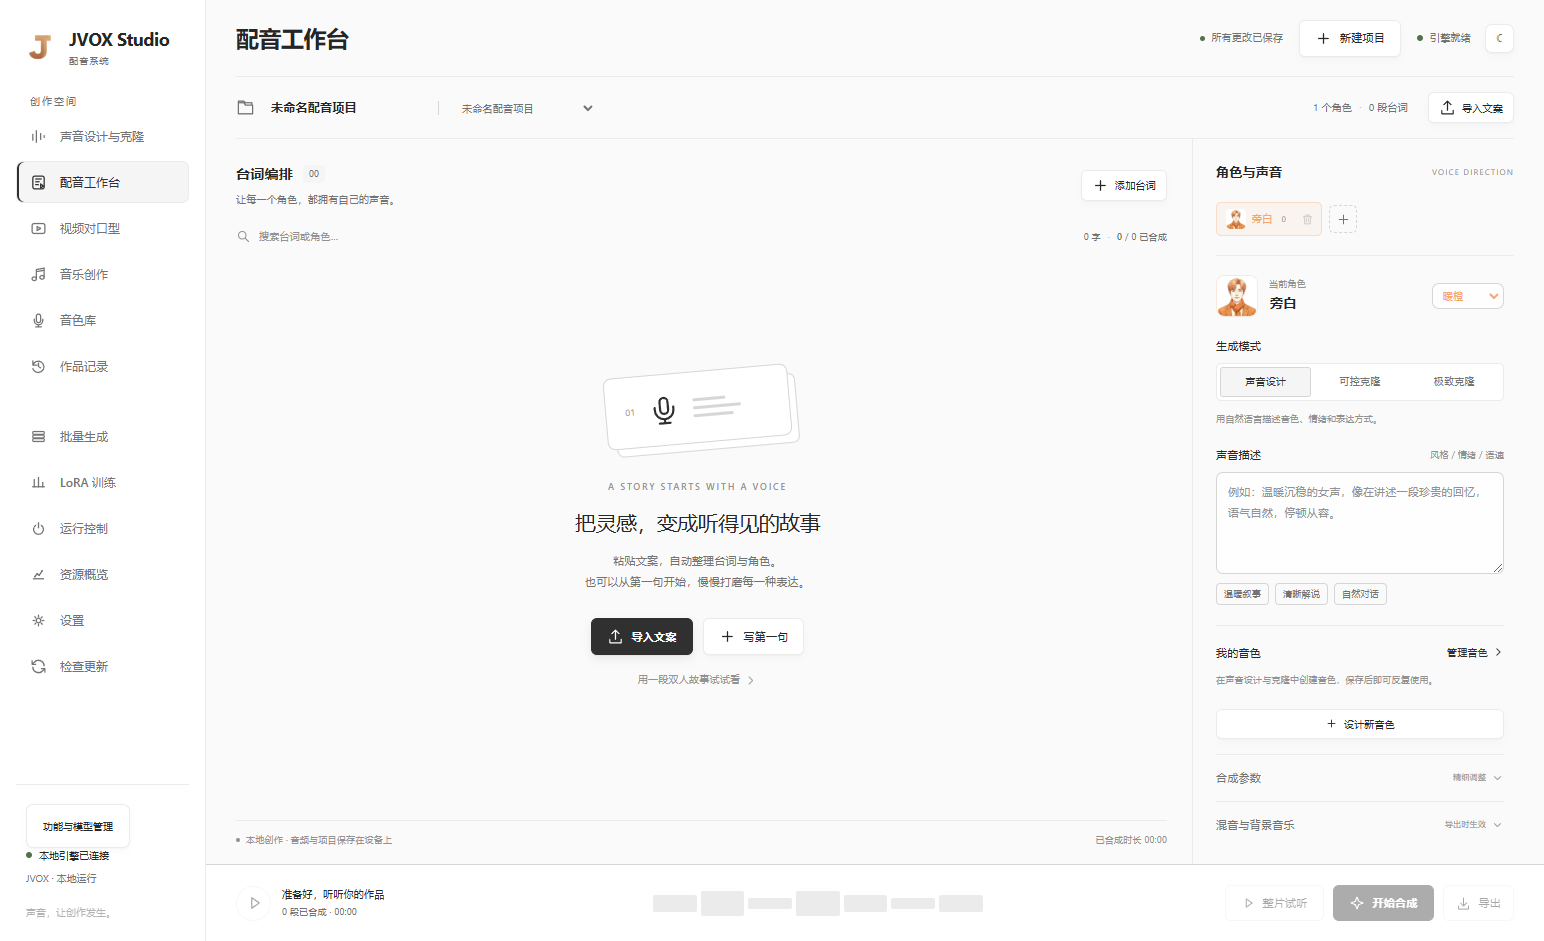 JVOX Studio
配音系统
创作空间
声音设计与克隆
配音工作台
视频对口型
音乐创作
音色库
作品记录
批量生成
LoRA 训练
运行控制
资源概览
设置
检查更新
功能与模型管理
本地引擎已连接
JVOX · 本地运行
声音，让创作发生。
配音工作台
所有更改已保存
新建项目
引擎就绪
未命名配音项目
未命名配音项目
1 个角色 · 0 段台词
导入文案
台词编排 00
让每一个角色，都拥有自己的声音。
添加台词
搜索台词或角色...
0 字 · 0 / 0 已合成
01
A STORY STARTS WITH A VOICE
把灵感，变成听得见的故事
粘贴文案，自动整理台词与角色。
也可以从第一句开始，慢慢打磨每一种表达。
导入文案
写第一句
用一段双人故事试试看
本地创作 · 音频与项目保存在设备上
已合成时长 00:00
角色与声音
VOICE DIRECTION
旁白 0
当前角色
旁白
暖橙
生成模式
声音设计
可控克隆
极致克隆
用自然语言描述音色、情绪和表达方式。
声音描述
风格 / 情绪 / 语速
例如：温暖沉稳的女声，像在讲述一段珍贵的回忆，
语气自然，停顿从容。
温暖叙事
清晰解说
自然对话
我的音色
管理音色
在声音设计与克隆中创建音色，保存后即可反复使用。
设计新音色
合成参数
精细调整
混音与背景音乐
导出时生效
准备好，听听你的作品
0 段已合成 · 00:00
整片试听
开始合成
导出